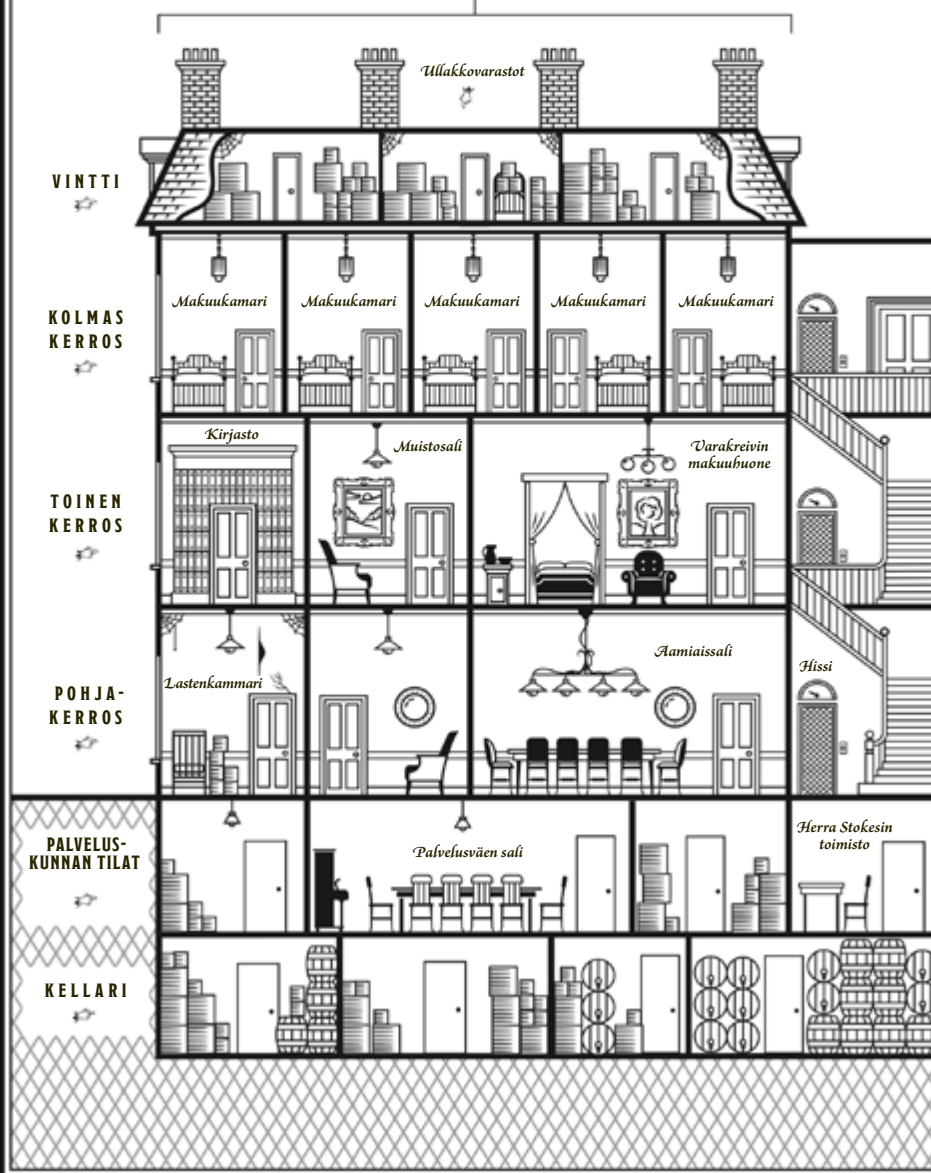 Ullakkovarastot
VINTTI
KOLMAS
KERROS
Makuukamari
Makuukamari
Makuukamari
Makuukamari
Makuukamari
TOINEN
KERROS
Kirjasto
Muistosali
Varakreivin
makuuhuone
POHJA-
KERROS
Lastenkammari
Aamiaissali
Hissi
PALVELUS-
KUNNAN TILAT
Palvelusväen sali
Herra Stokesin
toimisto
KELLARI